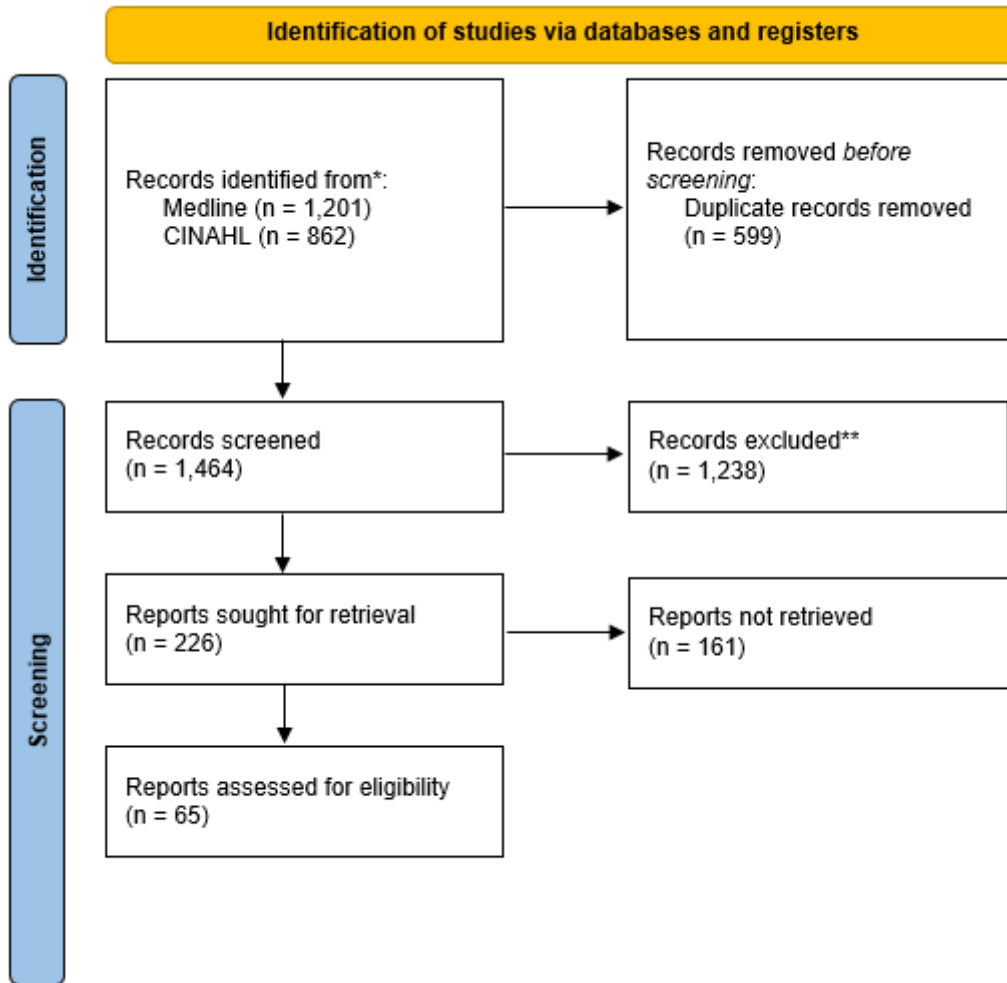 Identification of studies via databases and registers
Identification
Records identified from*:
Medline (n = 1,201)
CINAHL (n = 862)
Records removed before
screening:
Duplicate records removed
(n = 599)
Screening
Records screened
(n = 1,464)
Records excluded**
(n = 1,238)
Reports sought for retrieval
(n = 226)
Reports not retrieved
(n = 161)
Reports assessed for eligibility
(n = 65)